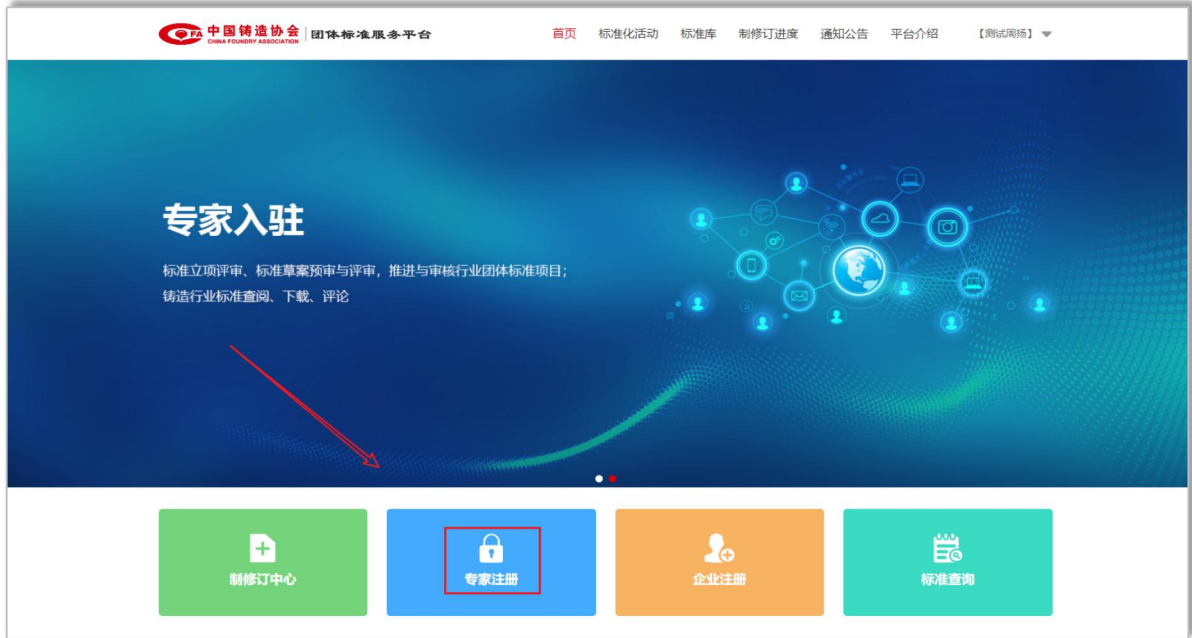 中国铸造协会
CHINA FOUNDRY ASSOCIATION
团体标准服务平台
首页 标准化活动 标准库 制修订进度 通知公告 平台介绍 【测试周扬】
专家入驻
标准立项评审、标准草案预审与评审，推进与审核行业团体标准项目；
铸造行业标准查阅、下载、评论
制修订中心 专家注册 企业注册 标准查询